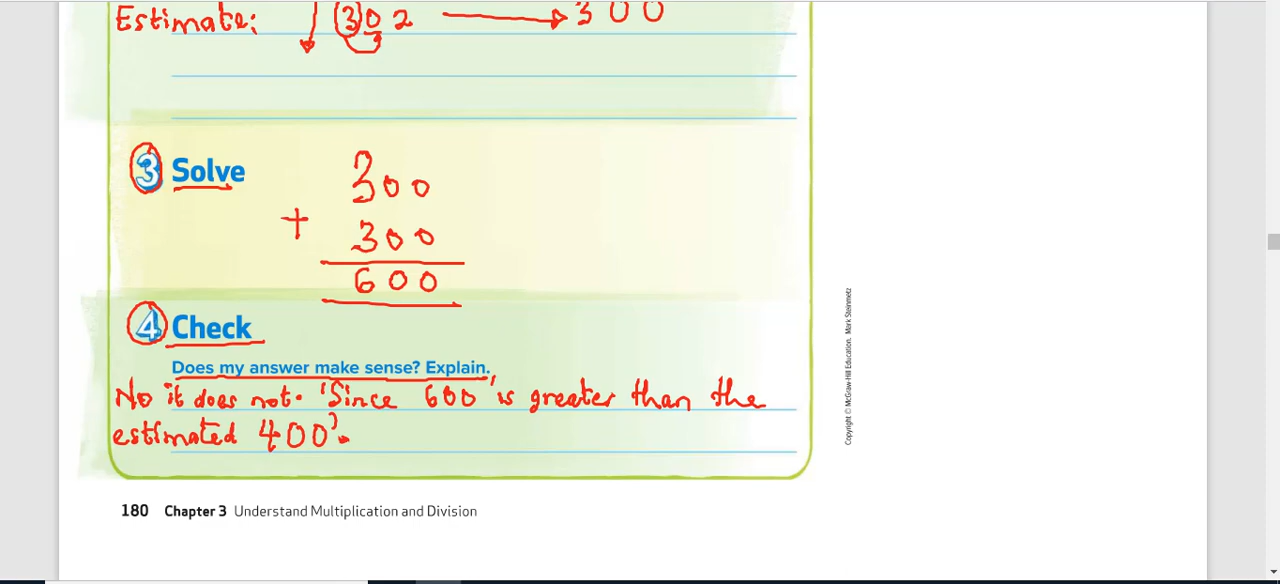 Estimate: 302 → 300
3 Solve
300
+ 300
600
4 Check
Does my answer make sense? Explain.
No it does not. 'Since 600' is greater than the
estimated 400'.
180 Chapter 3 Understand Multiplication and Division
Copyright © McGraw-Hill Education. Mark Steinmetz